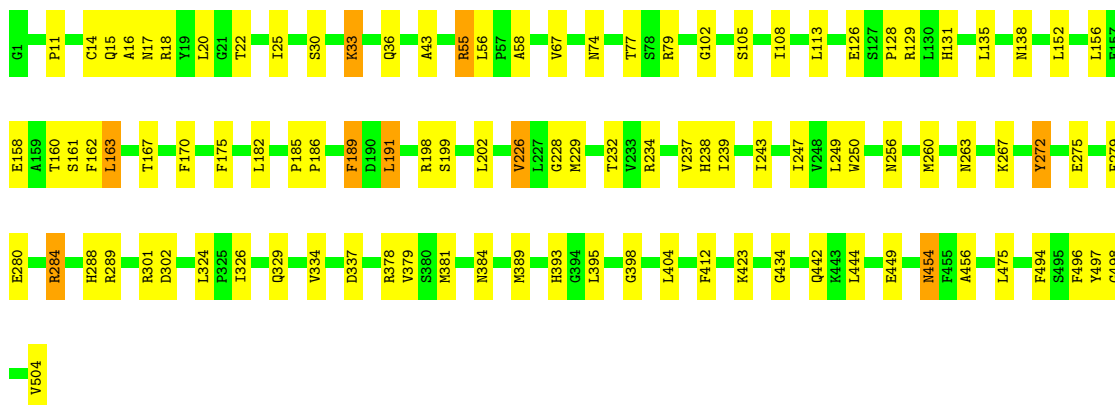 G1 P11 C14 Q15 A16 N17 R18 Y19 L20 G21 T22 I25 S30 K33 Q36 A43 R55 L56 P57 A58 V67 N74 T77 S78 R79 G102 S105 I108 L113 E126 S127 P128 R129 L130 H131 L135 N138 L152 L156
E158 A159 T160 S161 F162 L163 T167 F170 F175 L182 P185 P186 F189 D190 L191 R198 S199 L202 V226 L227 G228 M229 T232 V233 R234 V237 H238 I239 I243 I247 V248 L249 W250 N256 M260 N263 K267 Y272 E275
E280 R284 H288 R289 R301 D302 L324 P325 I326 Q329 V334 D337 R378 V379 S380 M381 N384 M389 H393 G394 L395 G398 L404 F412 K423 G434 Q442 K443 L444 E449 N454 F455 A456 L475 F494 S495 F496 Y497
V504